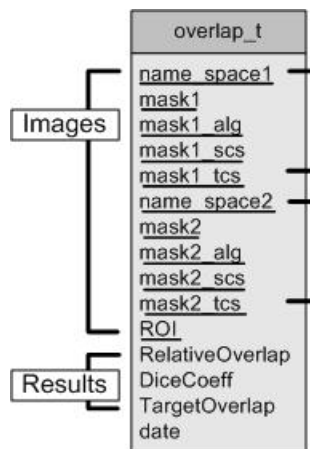 overlap_t
name_space1
mask1
mask1_alg
mask1_scs
mask1_tcs
name_space2
mask2
mask2_alg
mask2_scs
mask2_tcs
ROI
RelativeOverlap
DiceCoeff
TargetOverlap
date
Images
Results